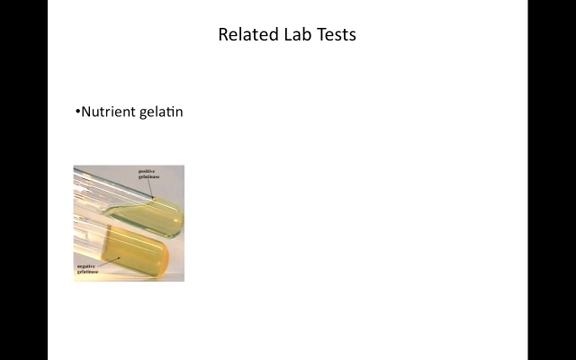 Related Lab Tests
•Nutrient gelatin
positive
gelatinase
negative
gelatinase